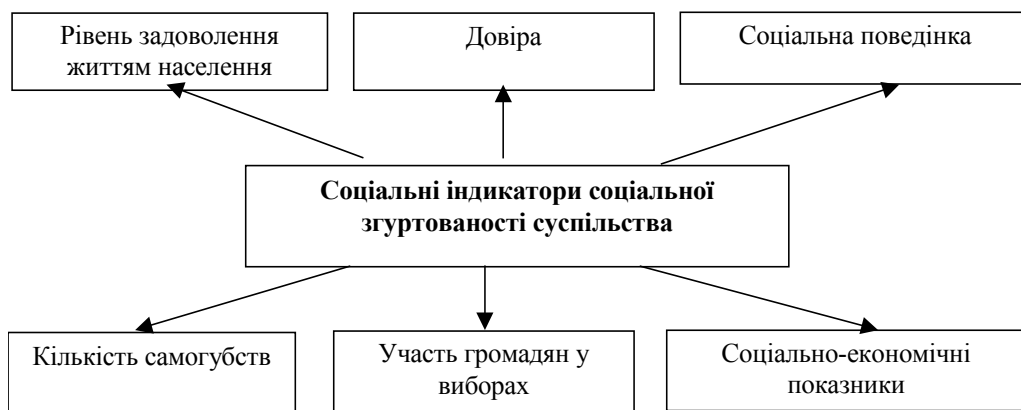 Рівень задоволення
життям населення
Довіра
Соціальна поведінка
Соціальні індикатори соціальної
згуртованості суспільства
Кількість самогубств
Участь громадян у
виборах
Соціально-економічні
показники